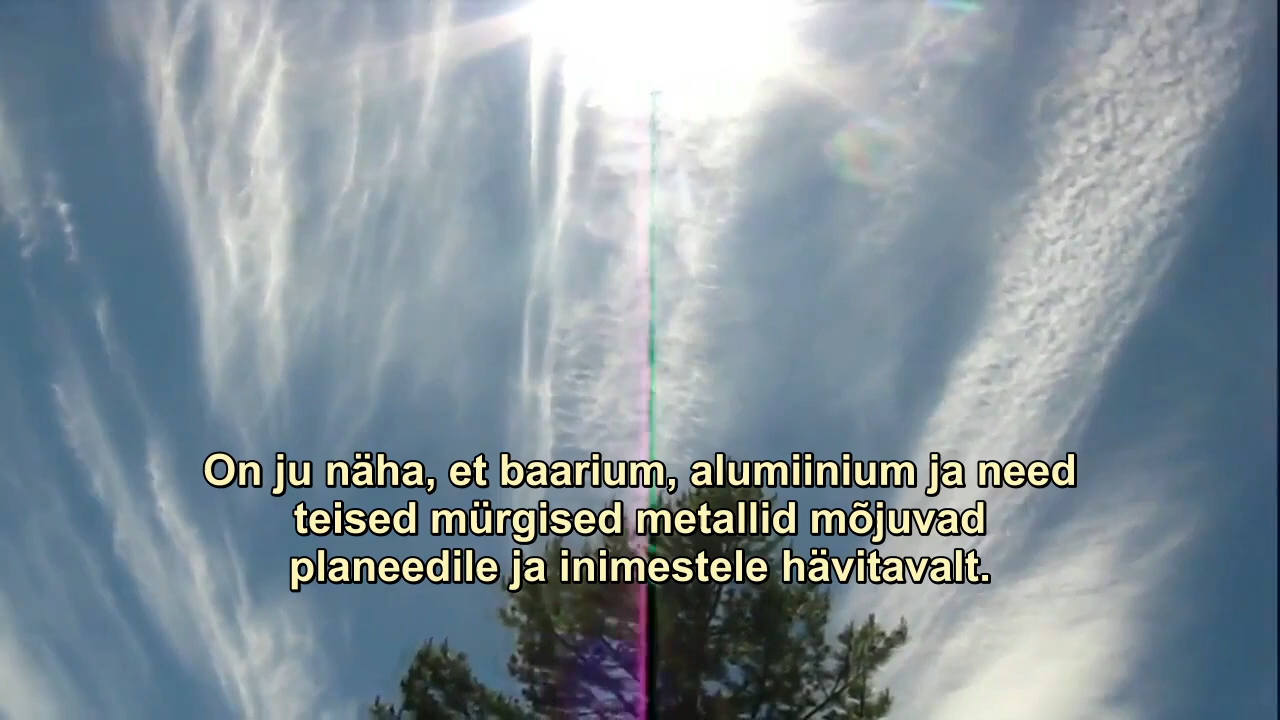 On ju näha, et baarium, alumiinium ja need
teised mürgised metallid mõjuvad
planeedile ja inimestele hävitavalt.